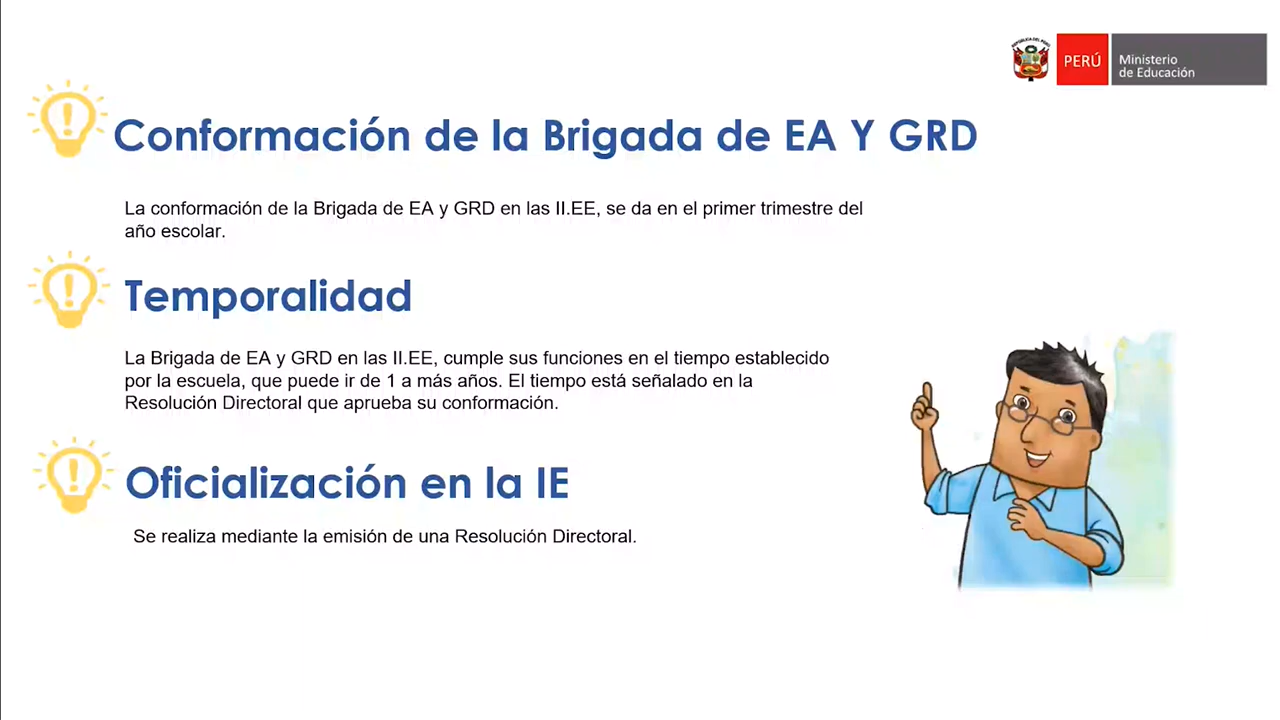 REPÚBLICA DEL PERÚ
PERÚ
Ministerio
de Educación
Conformación de la Brigada de EA Y GRD
La conformación de la Brigada de EA y GRD en las II.EE, se da en el primer trimestre del
año escolar.
Temporalidad
La Brigada de EA y GRD en las II.EE, cumple sus funciones en el tiempo establecido
por la escuela, que puede ir de 1 a más años. El tiempo está señalado en la
Resolución Directoral que aprueba su conformación.
Oficialización en la IE
Se realiza mediante la emisión de una Resolución Directoral.